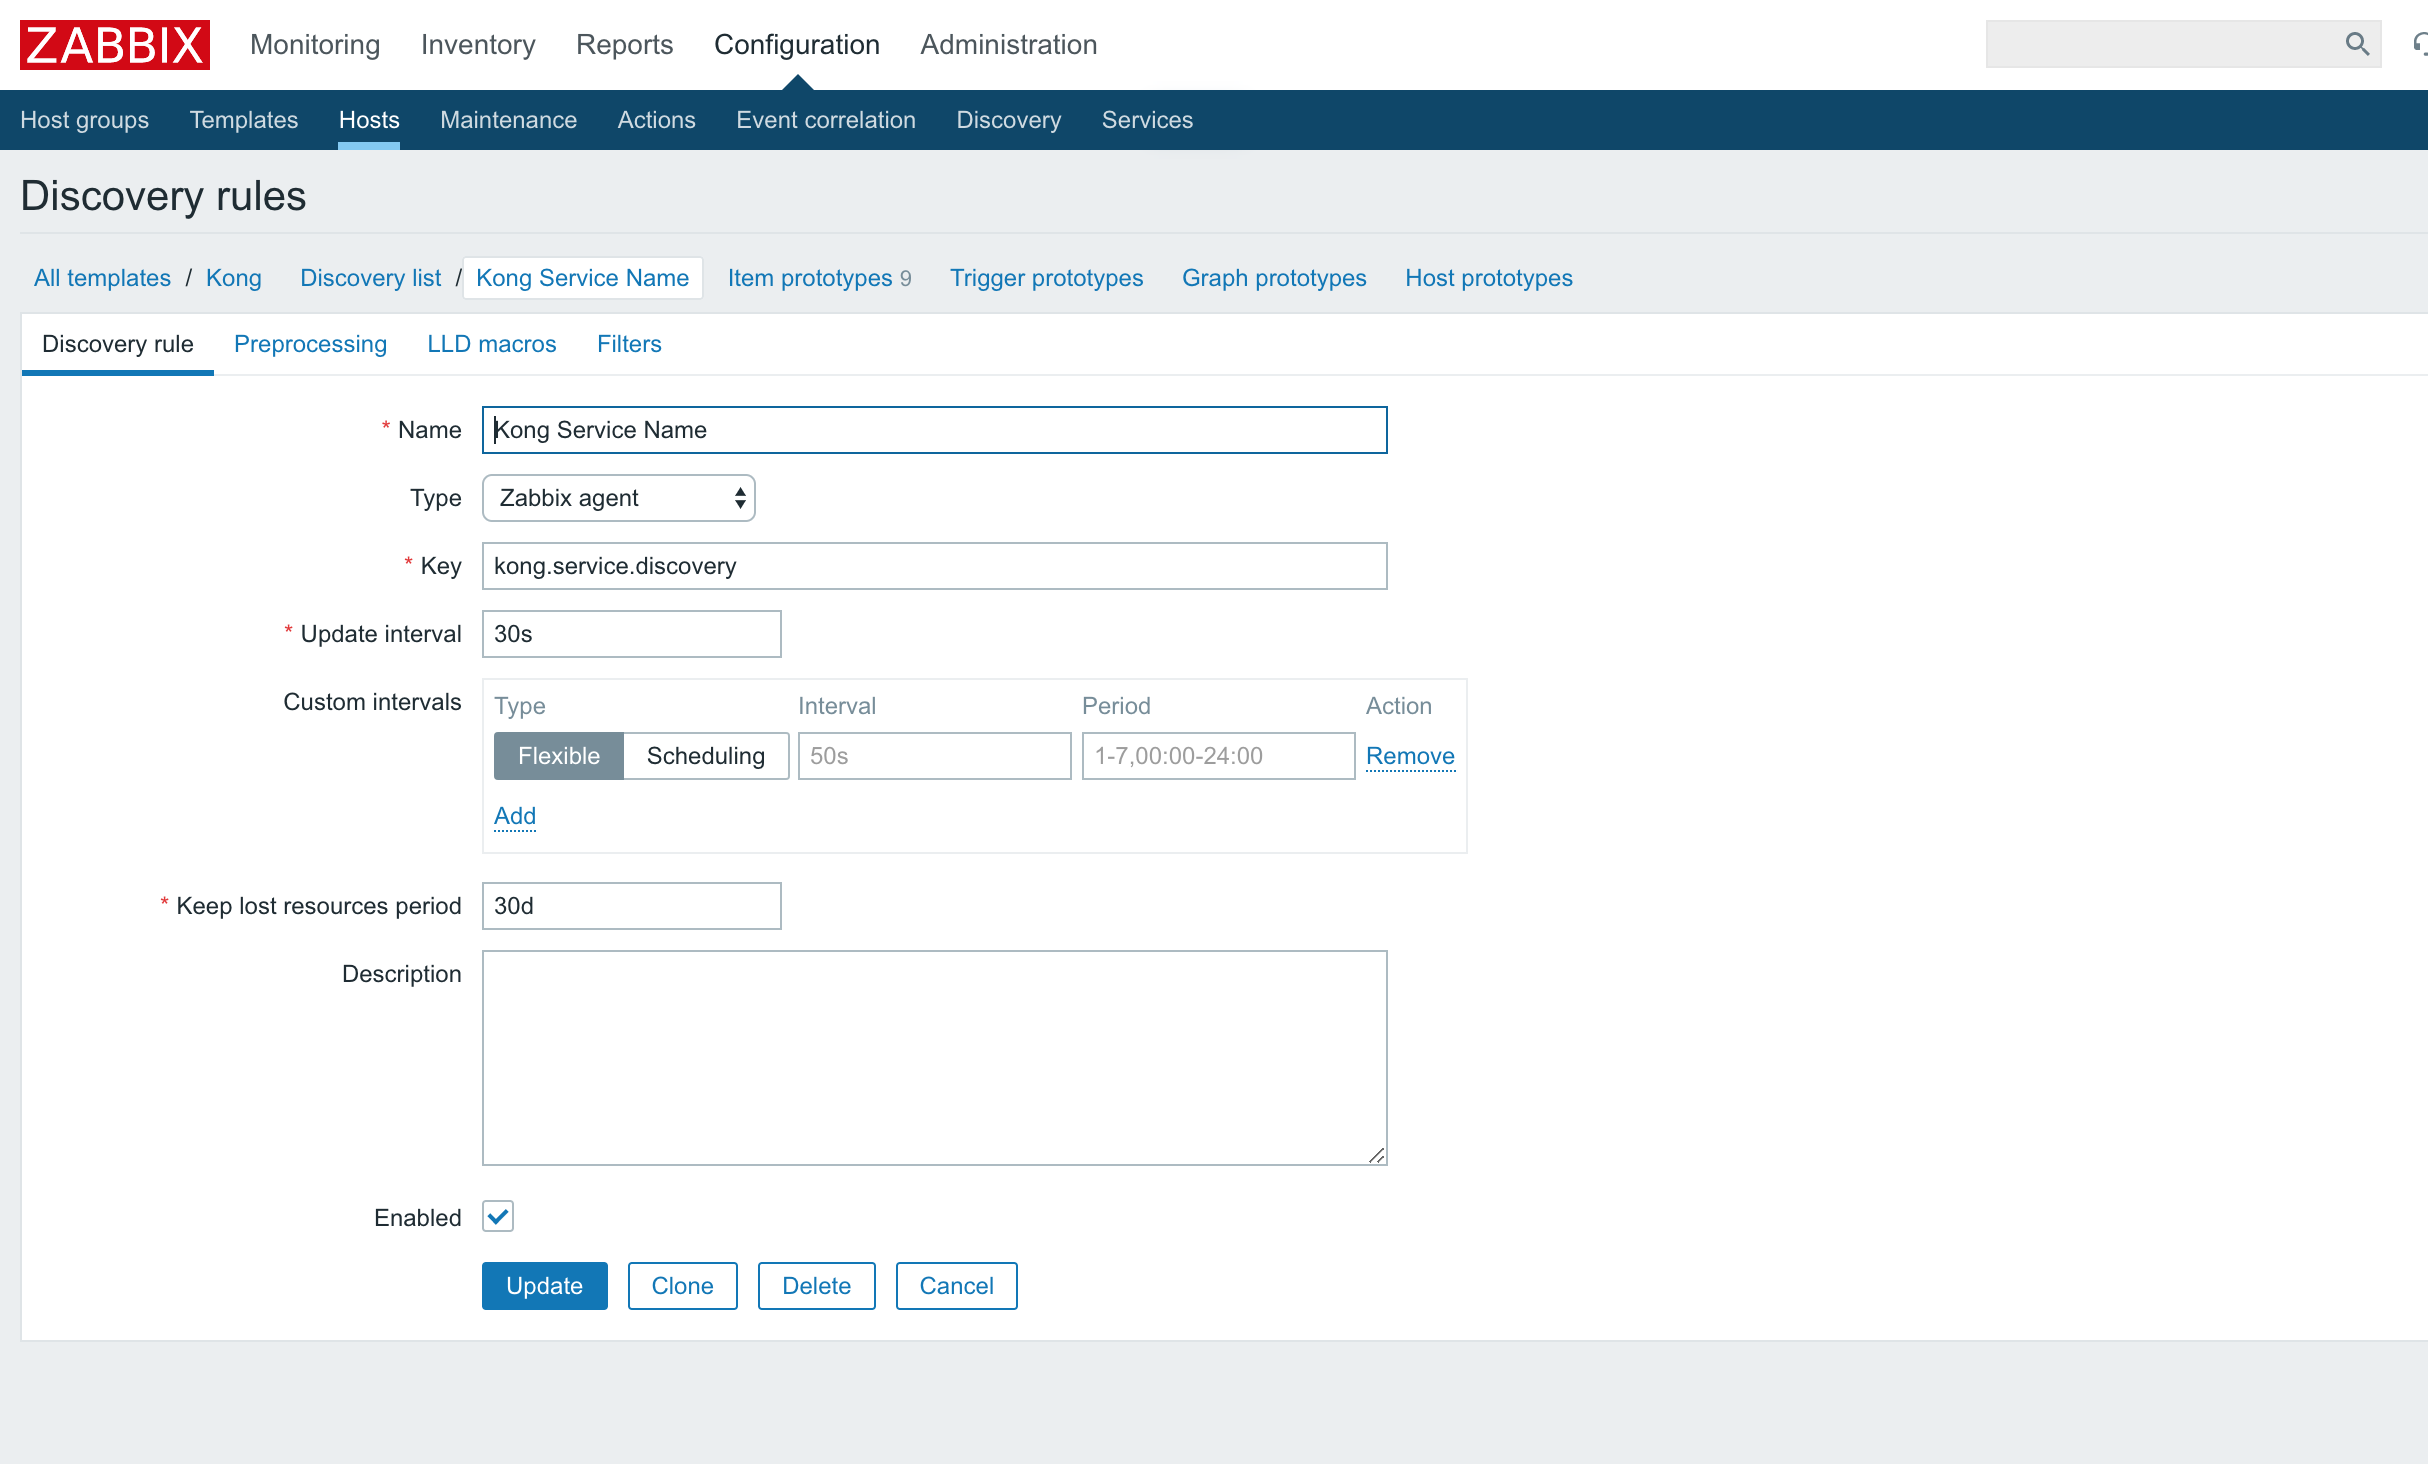 ZABBIX Monitoring Inventory Reports Configuration Administration
Host groups Templates Hosts Maintenance Actions Event correlation Discovery Services
Discovery rules
All templates / Kong Discovery list / Kong Service Name Item prototypes 9 Trigger prototypes Graph prototypes Host prototypes
Discovery rule Preprocessing LLD macros Filters
* Name Kong Service Name
Type Zabbix agent
* Key kong.service.discovery
* Update interval 30s
Custom intervals Type Interval Period Action
Flexible Scheduling 50s 1-7,00:00-24:00 Remove
Add
* Keep lost resources period 30d
Description
Enabled
Update Clone Delete Cancel